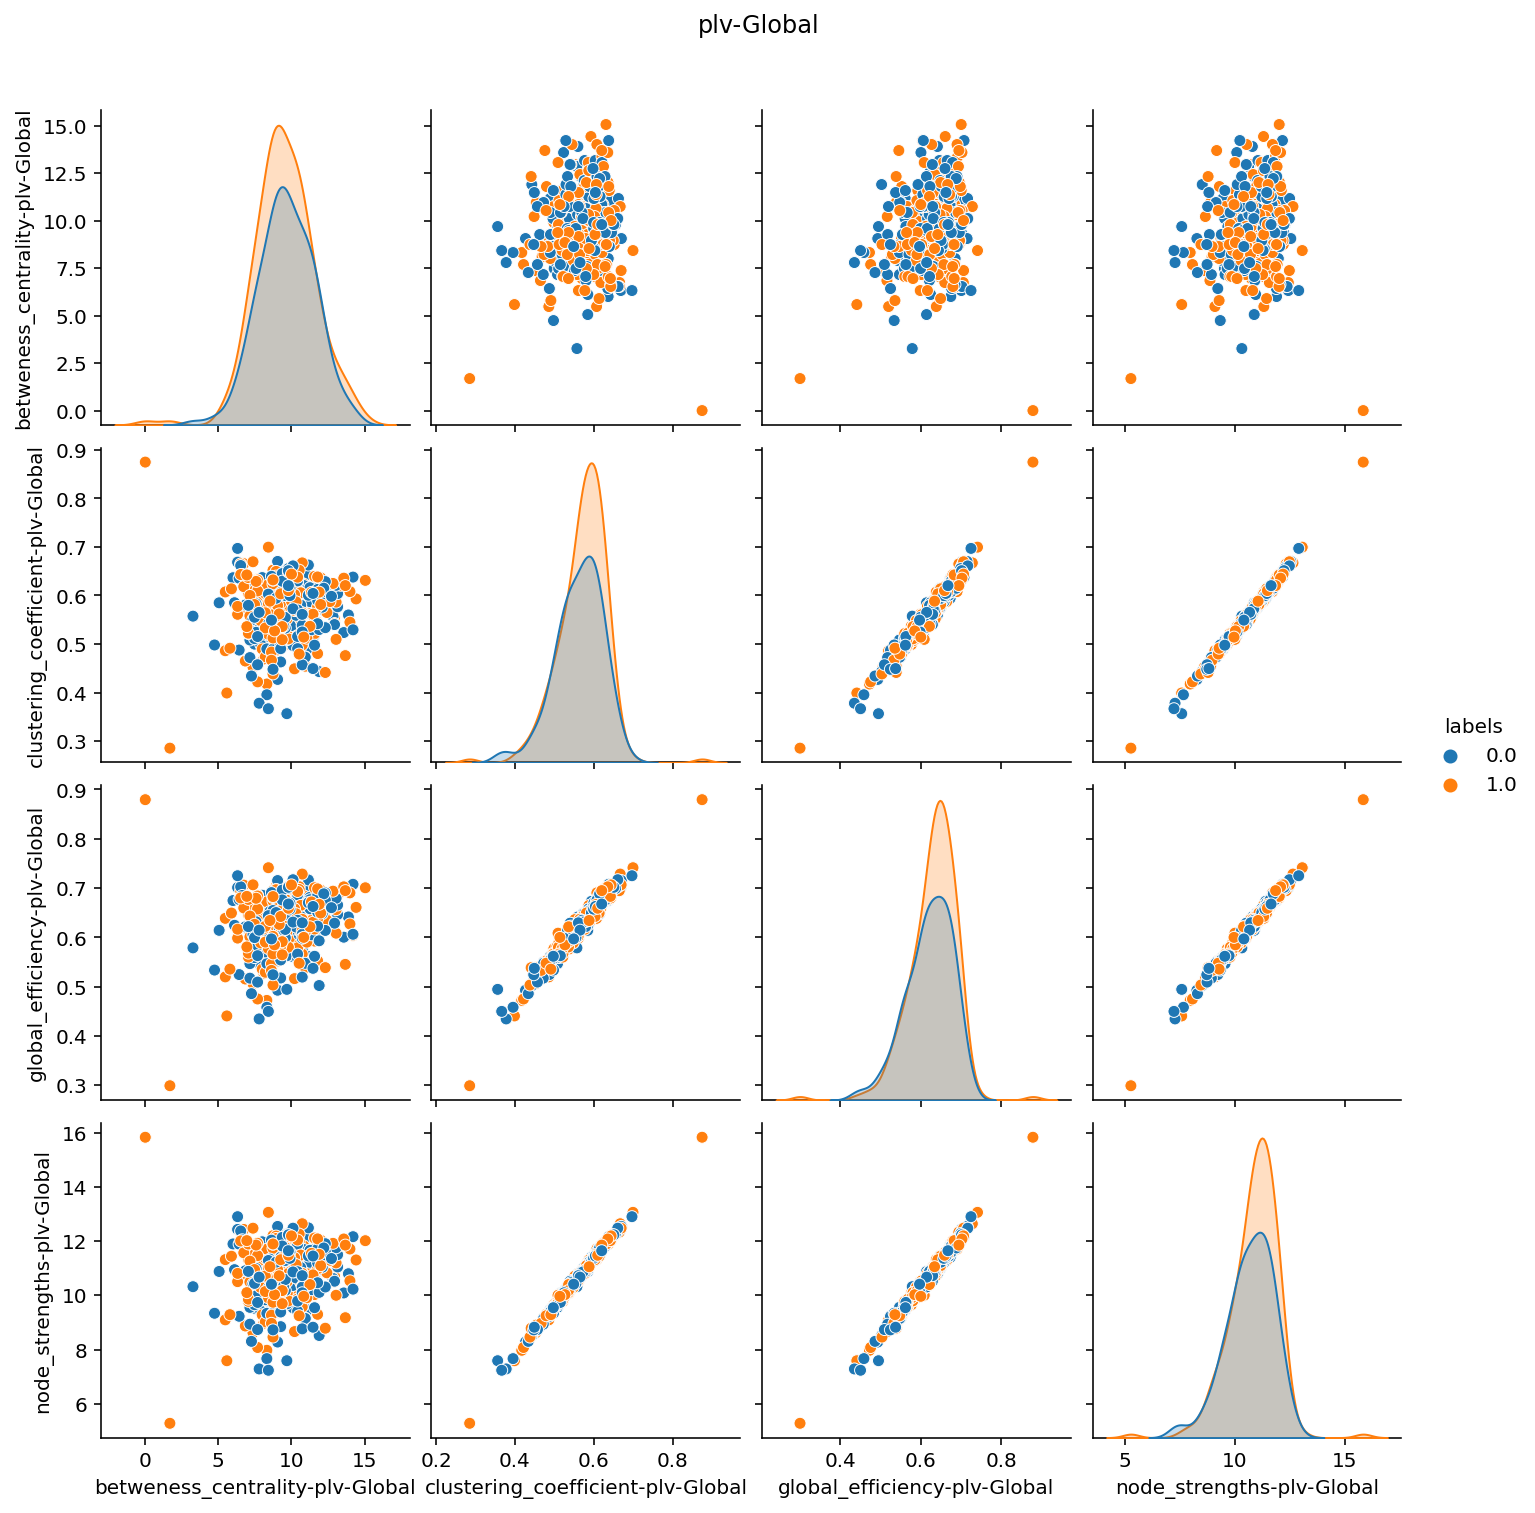 plv-Global
betweness_centrality-plv-Global
15.0
12.5
10.0
7.5
5.0
2.5
0.0
clustering_coefficient-plv-Global
0.9
0.8
0.7
0.6
0.5
0.4
0.3
labels
0.0
1.0
global_efficiency-plv-Global
0.9
0.8
0.7
0.6
0.5
0.4
0.3
node_strengths-plv-Global
16
14
12
10
8
6
0 5 10 15
0.2 0.4 0.6 0.8
0.4 0.6 0.8
5 10 15
betweness_centrality-plv-Global
clustering_coefficient-plv-Global
global_efficiency-plv-Global
node_strengths-plv-Global